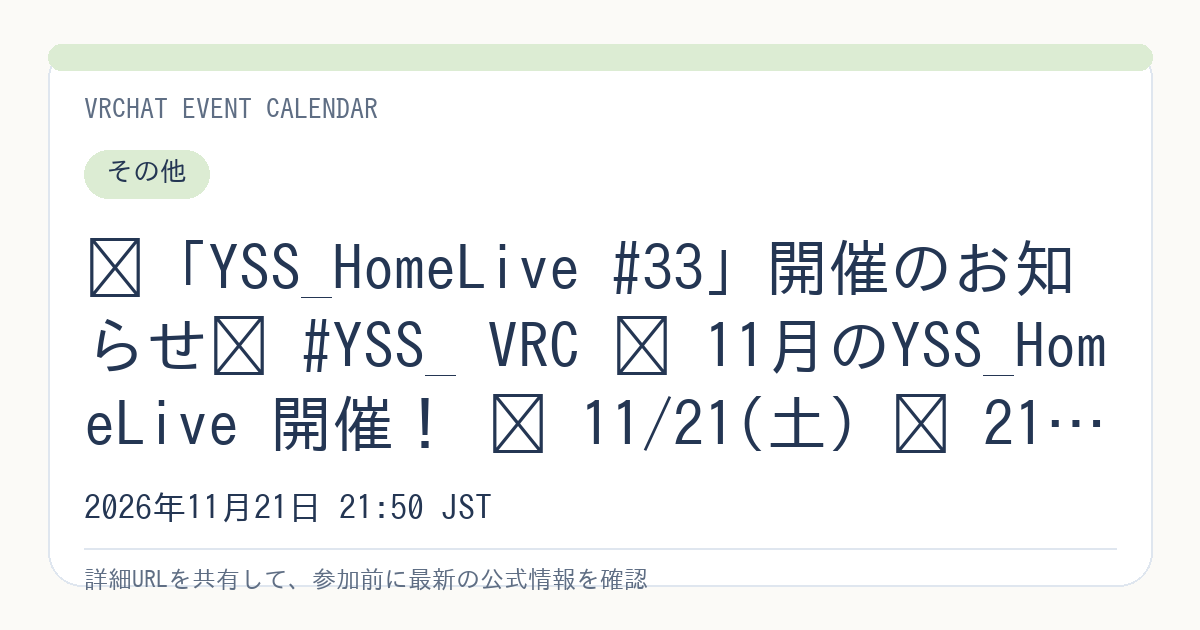 VRCHAT EVENT CALENDAR
その他
「YSS_HomeLive #33」開催のお知
らせ #YSS_ VRC 11月のYSS_Hom
eLive 開催! 11/21(土) 21…
2026年11月21日 21:50 JST
詳細URLを共有して、参加前に最新の公式情報を確認